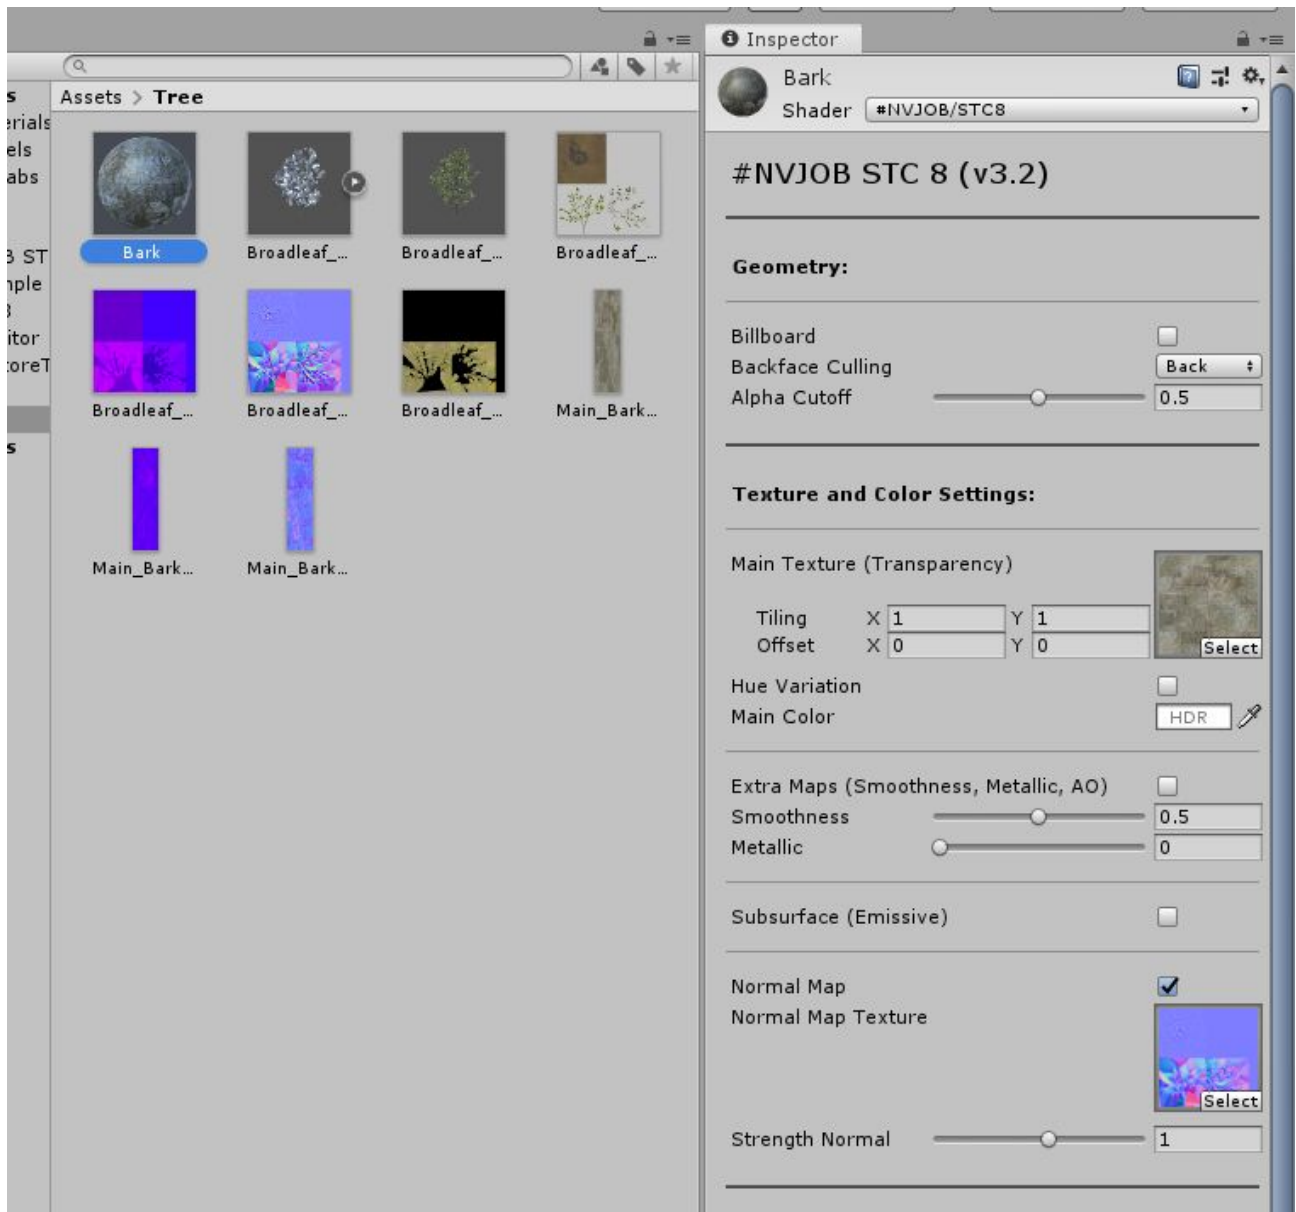 Inspector
Bark
Shader #NVJOB/STC8
s
Assets > Tree
erials
els
abs
B ST
nple
itor
oreT
s
Bark
Broadleaf_...
Broadleaf_...
Broadleaf_...
Broadleaf_...
Broadleaf_...
Broadleaf_...
Main_Bark...
Main_Bark...
Main_Bark...
#NVJOB STC 8 (v3.2)
Geometry:
Billboard
Backface Culling Back
Alpha Cutoff 0.5
Texture and Color Settings:
Main Texture (Transparency)
Tiling X 1 Y 1
Offset X 0 Y 0
Select
Hue Variation
Main Color HDR
Extra Maps (Smoothness, Metallic, AO)
Smoothness 0.5
Metallic 0
Subsurface (Emissive)
Normal Map
Normal Map Texture
Select
Strength Normal 1